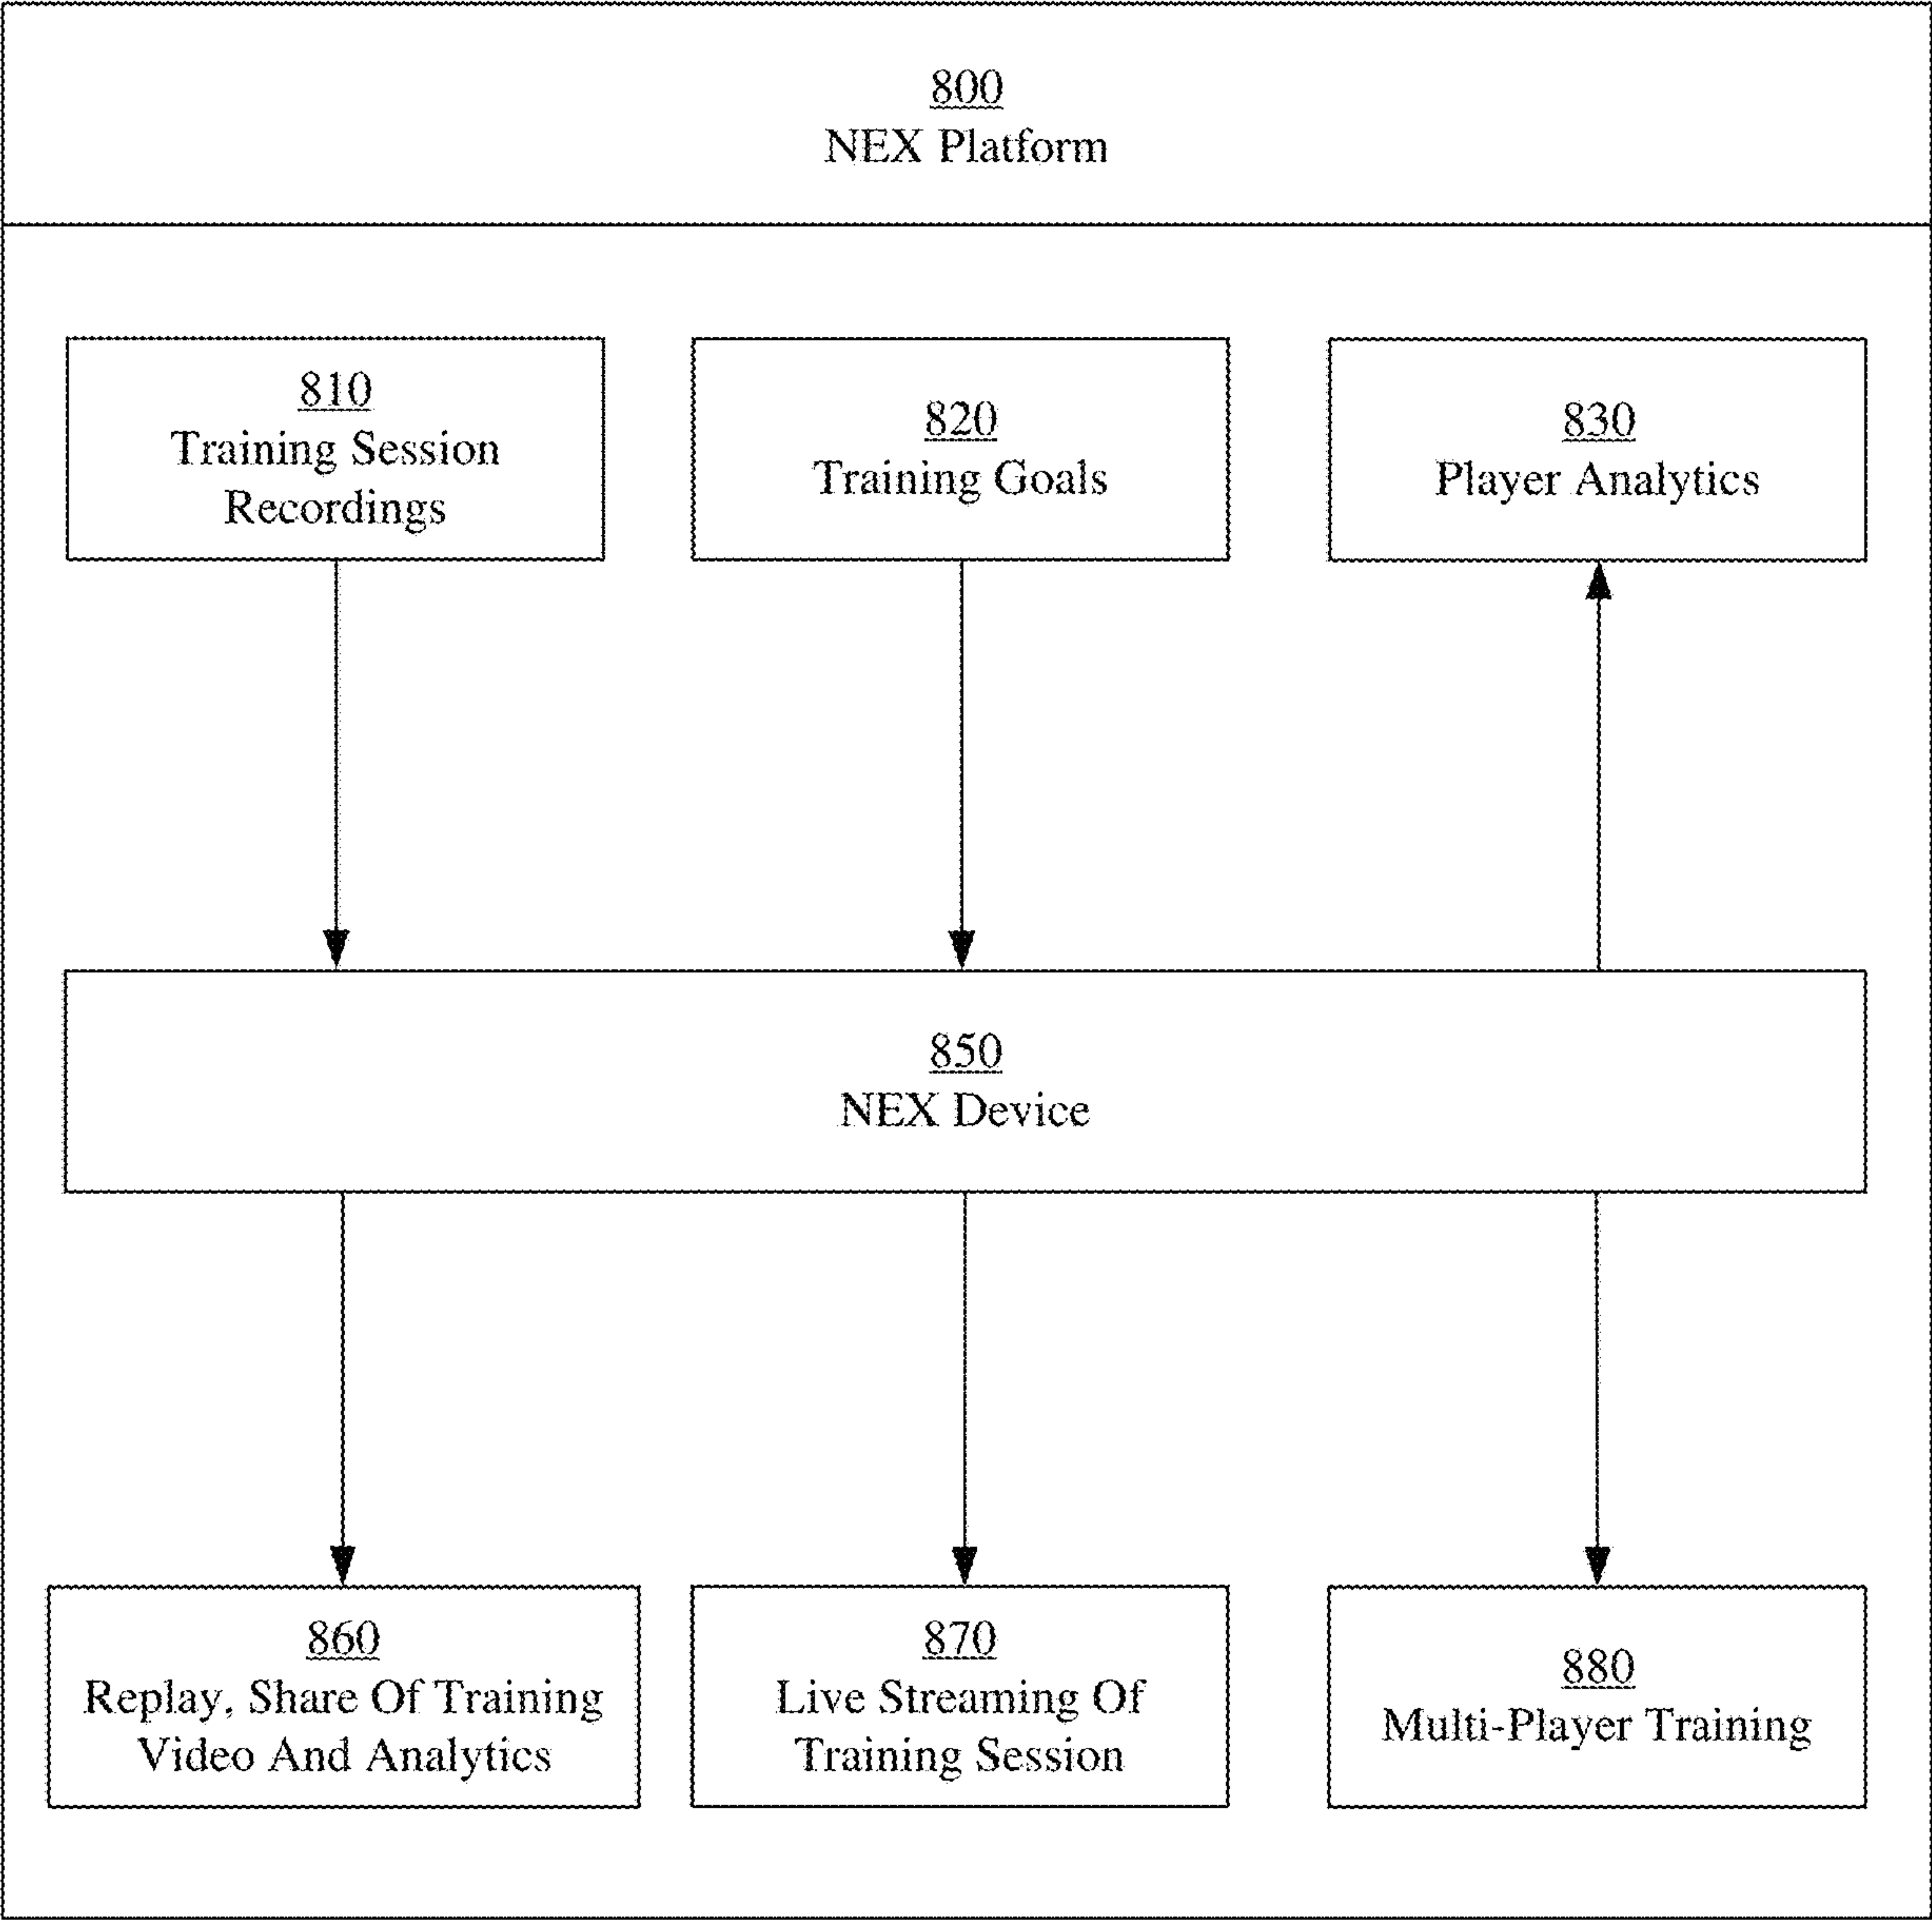 800
NEX Platform
810
Training Session
Recordings
820
Training Goals
830
Player Analytics
850
NEX Device
860
Replay, Share Of Training
Video And Analytics
870
Live Streaming Of
Training Session
880
Multi-Player Training